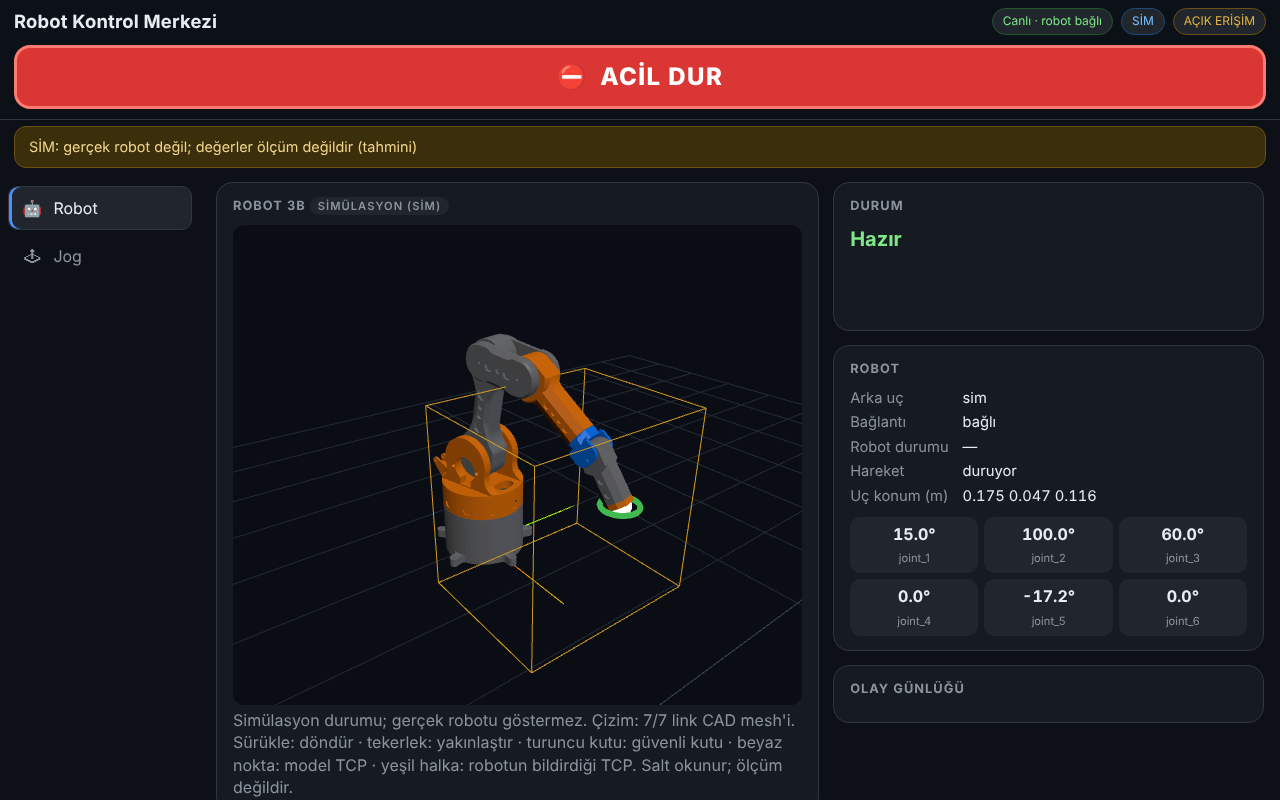 Robot Kontrol Merkezi
Canlı · robot bağlı
SİM
AÇIK ERİŞİM
ACİL DUR
SİM: gerçek robot değil; değerler ölçüm değildir (tahmini)
Robot
Jog
ROBOT 3B SİMÜLASYON (SİM)
Simülasyon durumu; gerçek robotu göstermez. Çizim: 7/7 link CAD mesh'i.
Sürükle: döndür · tekerlek: yakınlaştır · turuncu kutu: güvenli kutu · beyaz
nokta: model TCP · yeşil halka: robotun bildirdiği TCP. Salt okunur; ölçüm
değildir.
DURUM
Hazır
ROBOT
Arka uç sim
Bağlantı bağlı
Robot durumu —
Hareket duruyor
Uç konum (m) 0.175 0.047 0.116
15.0° 100.0° 60.0°
joint_1 joint_2 joint_3
0.0° -17.2° 0.0°
joint_4 joint_5 joint_6
OLAY GÜNLÜĞÜ